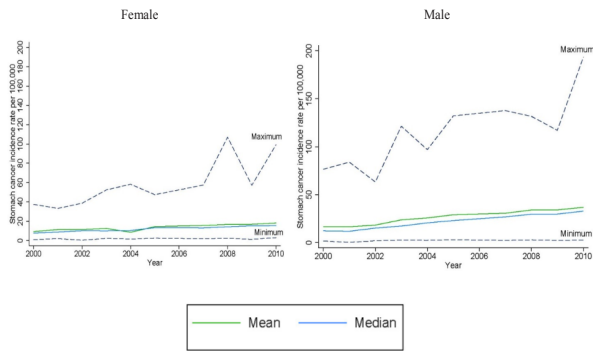 Female
Male
Stomach cancer incidence rate per 100,000
0 20 40 60 80 100 120 140 160 180 200
Maximum
Minimum
2000 2002 2004 2006 2008 2010
Year
Stomach cancer incidence rate per 100,000
0 50 100 150 200
Maximum
Minimum
2000 2002 2004 2006 2008 2010
Year
Mean Median